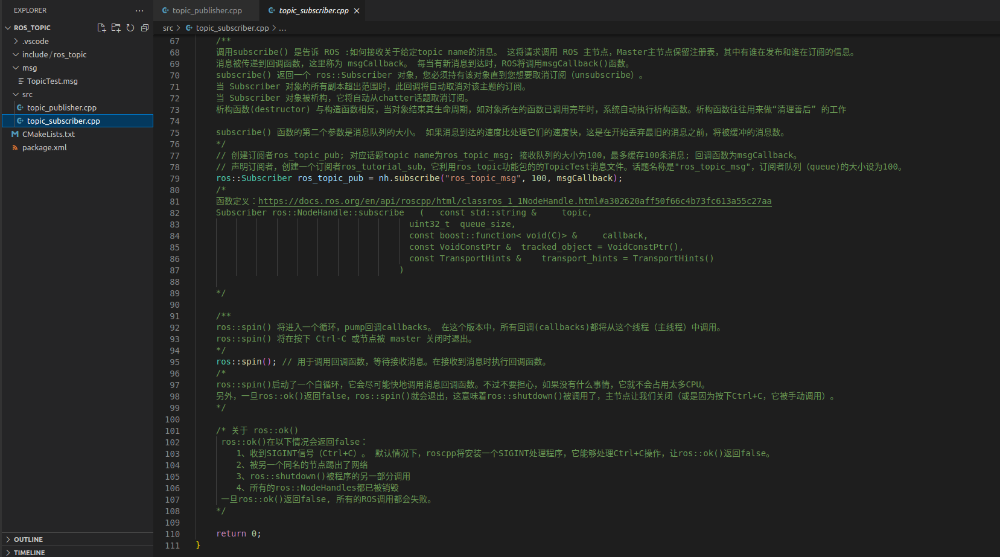 EXPLORER
ROS_TOPIC
.vscode
include/ros_topic
msg
TopicTest.msg
src
topic_publisher.cpp
topic_subscriber.cpp
CMakeLists.txt
package.xml
OUTLINE
TIMELINE
topic_publisher.cpp
topic_subscriber.cpp
src > topic_subscriber.cpp > ...
67 /**
68 调用subscribe() 是告诉 ROS :如何接收关于给定topic name的消息。 这将请求调用 ROS 主节点，Master主节点保留注册表，其中有谁在发布和谁在订阅的信息。
69 消息被传递到回调函数，这里称为 msgCallback。 每当有新消息到达时，ROS将调用msgCallback()函数。
70 subscribe() 返回一个 ros::Subscriber 对象，您必须持有该对象直到您想要取消订阅（unsubscribe）。
71 当 Subscriber 对象的所有副本超出范围时，此回调将自动取消对该主题的订阅。
72 当 Subscriber 对象被析构，它将自动从chatter话题取消订阅。
73 析构函数(destructor) 与构造函数相反，当对象结束其生命周期，如对象所在的函数已调用完毕时，系统自动执行析构函数。析构函数往往用来做“清理善后” 的工作
74
75 subscribe() 函数的第二个参数是消息队列的大小。 如果消息到达的速度比处理它们的速度快，这是在开始丢弃最旧的消息之前，将被缓冲的消息数。
76 */
77 // 创建订阅者ros_topic_pub; 对应话题topic name为ros_topic_msg; 接收队列的大小为100，最多缓存100条消息; 回调函数为msgCallback。
78 // 声明订阅者，创建一个订阅者ros_tutorial_sub，它利用ros_topic功能包的的TopicTest消息文件。话题名称是"ros_topic_msg"，订阅者队列（queue)的大小设为100。
79 ros::Subscriber ros_topic_pub = nh.subscribe("ros_topic_msg", 100, msgCallback);
80 /*
81 函数定义：https://docs.ros.org/en/api/roscpp/html/classros_1_1NodeHandle.html#a302620aff50f66c4b73fc613a55c27aa
82 Subscriber ros::NodeHandle::subscribe ( const std::string & topic,
83 uint32_t queue_size,
84 const boost::function< void(C)> & callback,
85 const VoidConstPtr & tracked_object = VoidConstPtr(),
86 const TransportHints & transport_hints = TransportHints()
87 )
88
89 */
90
91 /**
92 ros::spin() 将进入一个循环，pump回调callbacks。 在这个版本中，所有回调(callbacks)都将从这个线程（主线程）中调用。
93 ros::spin() 将在按下 Ctrl-C 或节点被 master 关闭时退出。
94 */
95 ros::spin(); // 用于调用回调函数，等待接收消息。在接收到消息时执行回调函数。
96 /*
97 ros::spin()启动了一个自循环，它会尽可能快地调用消息回调函数。不过不要担心，如果没有什么事情，它就不会占用太多CPU。
98 另外，一旦ros::ok()返回false，ros::spin()就会退出，这意味着ros::shutdown()被调用了，主节点让我们关闭（或是因为按下Ctrl+C，它被手动调用）。
99 */
100
101 /* 关于 ros::ok()
102 ros::ok()在以下情况会返回false：
103 1、收到SIGINT信号（Ctrl+C）。 默认情况下，roscpp将安装一个SIGINT处理程序，它能够处理Ctrl+C操作，让ros::ok()返回false。
104 2、被另一个同名的节点踢出了网络
105 3、ros::shutdown()被程序的另一部分调用
106 4、所有的ros::NodeHandles都已被销毁
107 一旦ros::ok()返回false, 所有的ROS调用都会失败。
108 */
109
110 return 0;
111 }